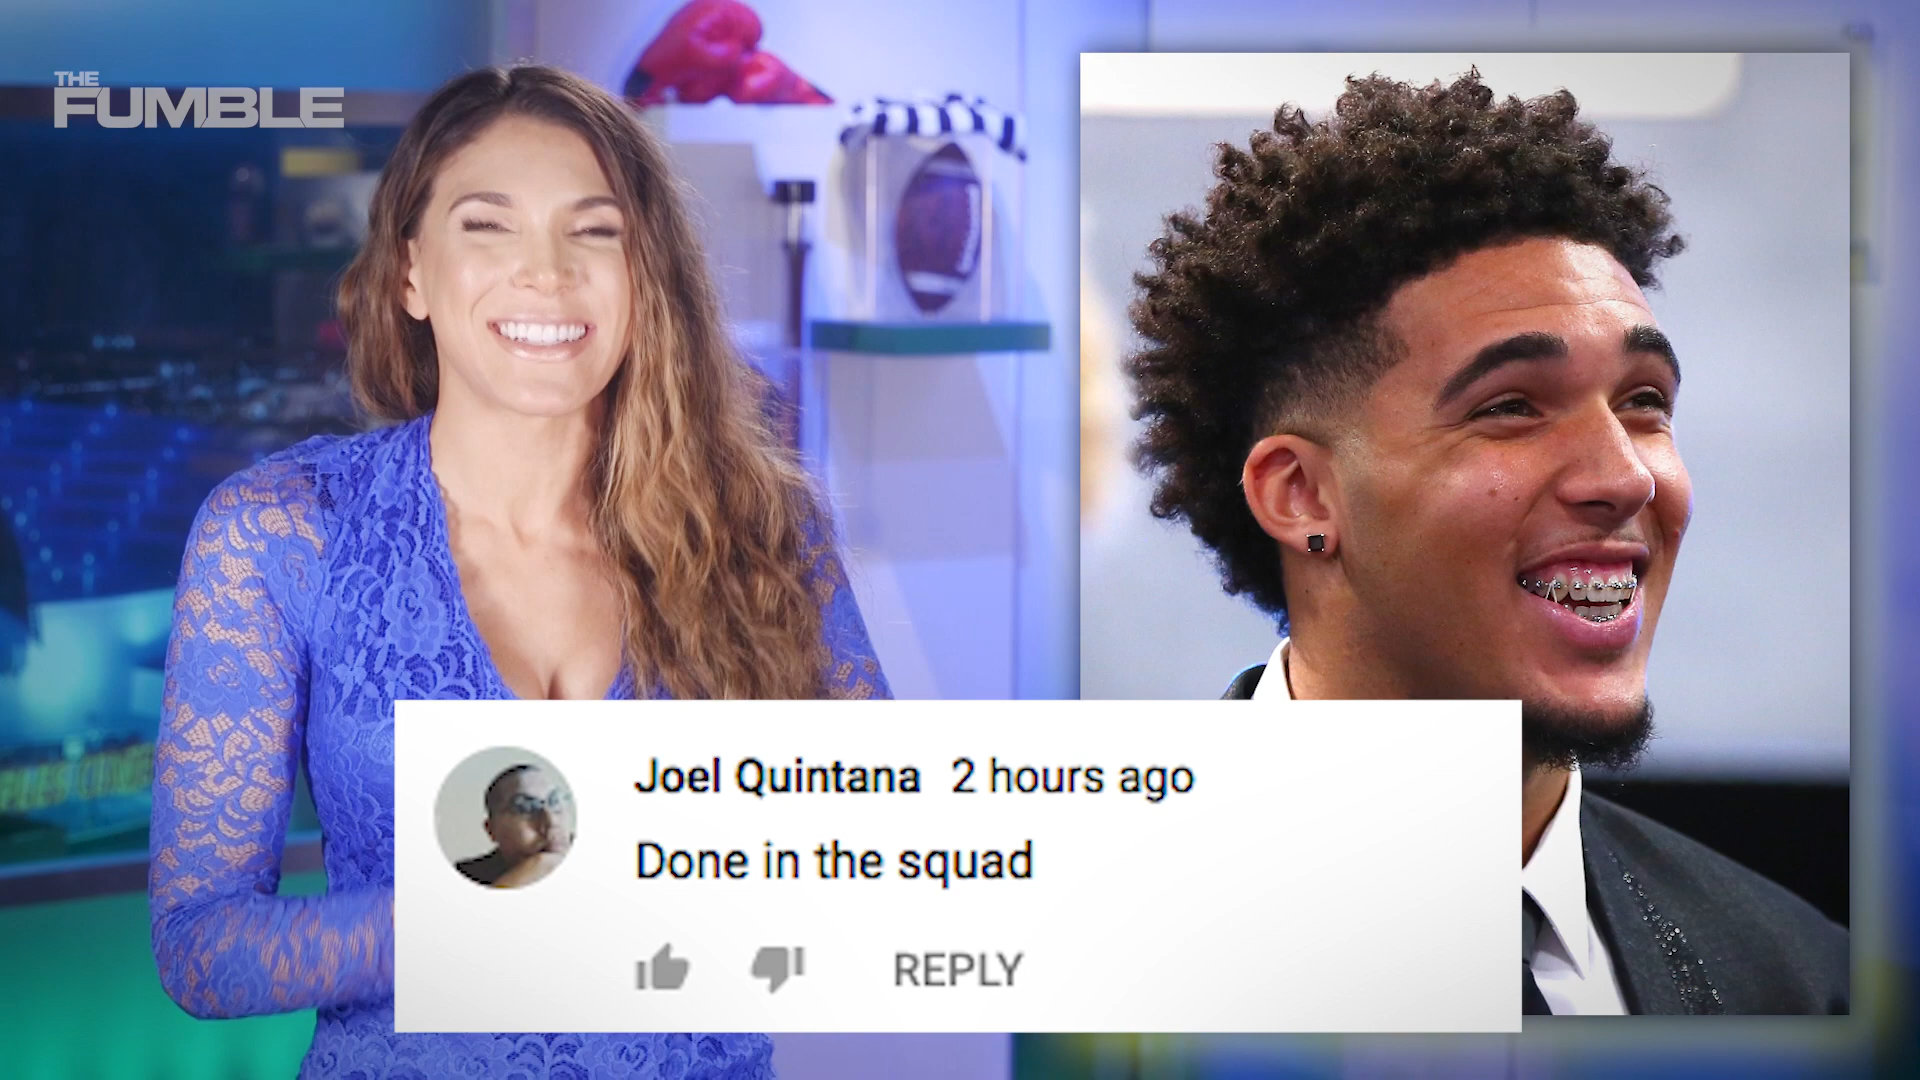 THE
FUMBLE
Joel Quintana 2 hours ago
Done in the squad
REPLY